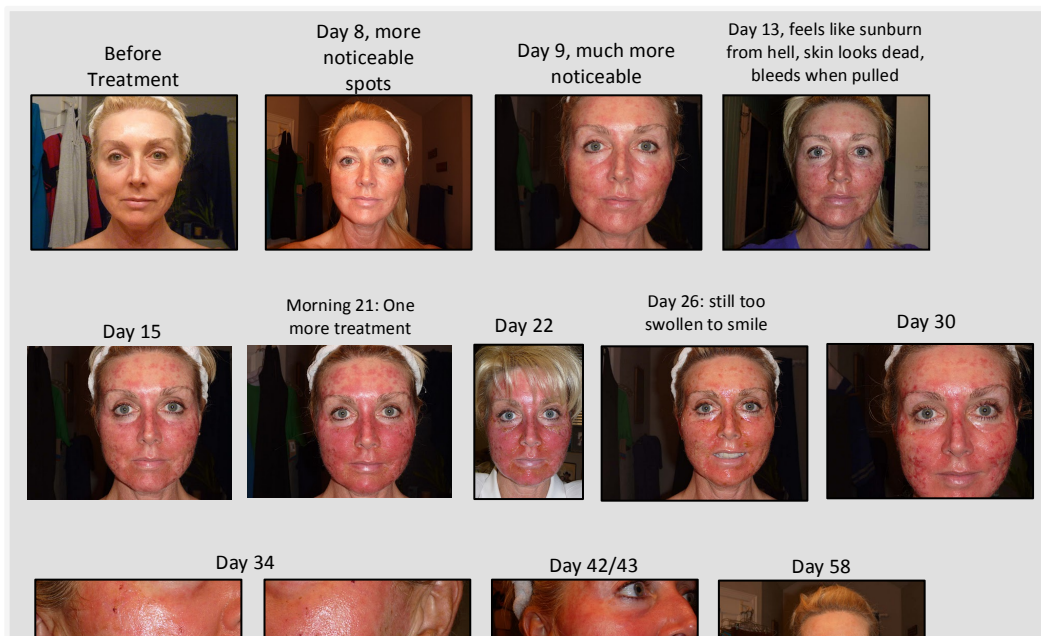 Before
Treatment
Day 8, more
noticeable
spots
Day 9, much more
noticeable
Day 13, feels like sunburn
from hell, skin looks dead,
bleeds when pulled
Day 15
Morning 21: One
more treatment
Day 22
Day 26: still too
swollen to smile
Day 30
Day 34
Day 42/43
Day 58